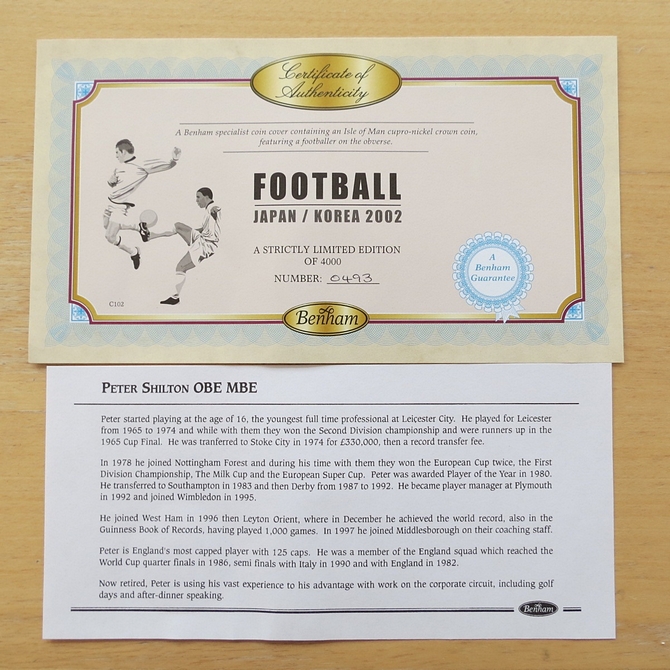 Certificate of
Authenticity
A Benham specialist coin cover containing an Isle of Man cupro-nickel crown coin,
featuring a footballer on the obverse.
FOOTBALL
JAPAN / KOREA 2002
A STRICTLY LIMITED EDITION
OF 4000
NUMBER: 0493
A
Benham
Guarantee
C102
Benham
PETER SHILTON OBE MBE
Peter started playing at the age of 16, the youngest full time professional at Leicester City. He played for Leicester
from 1965 to 1974 and while with them they won the Second Division championship and were runners up in the
1965 Cup Final. He was tranferred to Stoke City in 1974 for £330,000, then a record transfer fee.
In 1978 he joined Nottingham Forest and during his time with them they won the European Cup twice, the First
Division Championship, The Milk Cup and the European Super Cup. Peter was awarded Player of the Year in 1980.
He transferred to Southampton in 1983 and then Derby from 1987 to 1992. He became player manager at Plymouth
in 1992 and joined Wimbledon in 1995.
He joined West Ham in 1996 then Leyton Orient, where in December he achieved the world record, also in the
Guinness Book of Records, having played 1,000 games. In 1997 he joined Middlesborough on their coaching staff.
Peter is England's most capped player with 125 caps. He was a member of the England squad which reached the
World Cup quarter finals in 1986, semi finals with Italy in 1990 and with England in 1982.
Now retired, Peter is using his vast experience to his advantage with work on the corporate circuit, including golf
days and after-dinner speaking.
Benham